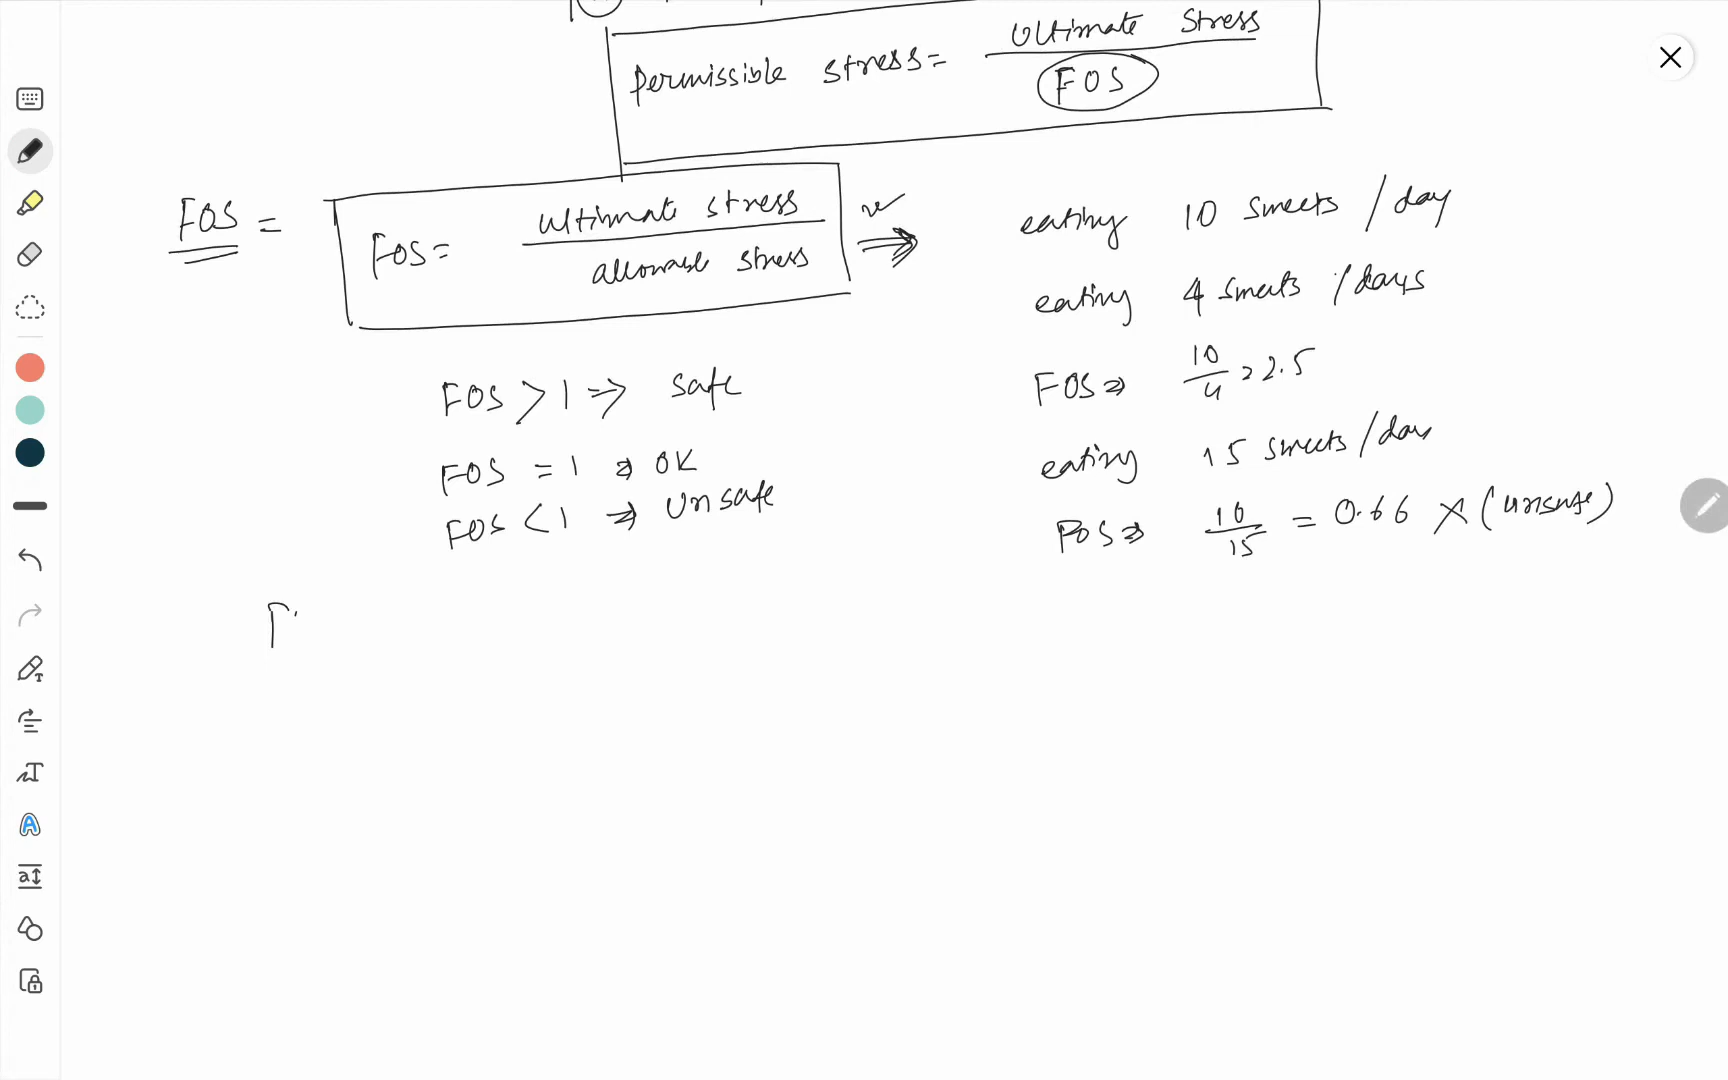 Permissible stress = Ultimate Stress / FOS
FOS =
FOS = ultimate stress / allowable stress
FOS > 1 ⇒ safe
FOS = 1 ⇒ OK
FOS < 1 ⇒ Unsafe
eating 10 sweets /day
eating 4 sweets /days
FOS ⇒ 10/4 = 2.5
eating 15 sweets /day
FOS ⇒ 10/15 = 0.66 × (unsafe)